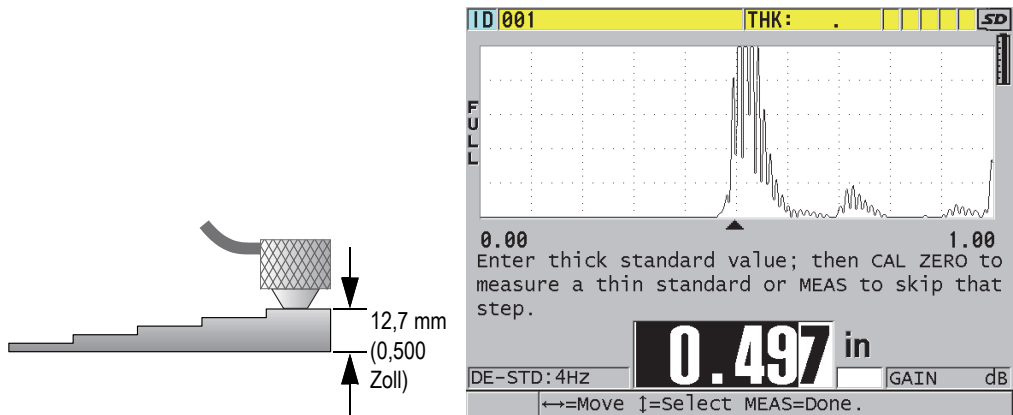 12,7 mm
(0,500
Zoll)
ID 001 THK: . SD
FULL
0.00 1.00
Enter thick standard value; then CAL ZERO to
measure a thin standard or MEAS to skip that
step.
0.497 in
DE-STD:4Hz GAIN dB
↔=Move ↕=Select MEAS=Done.